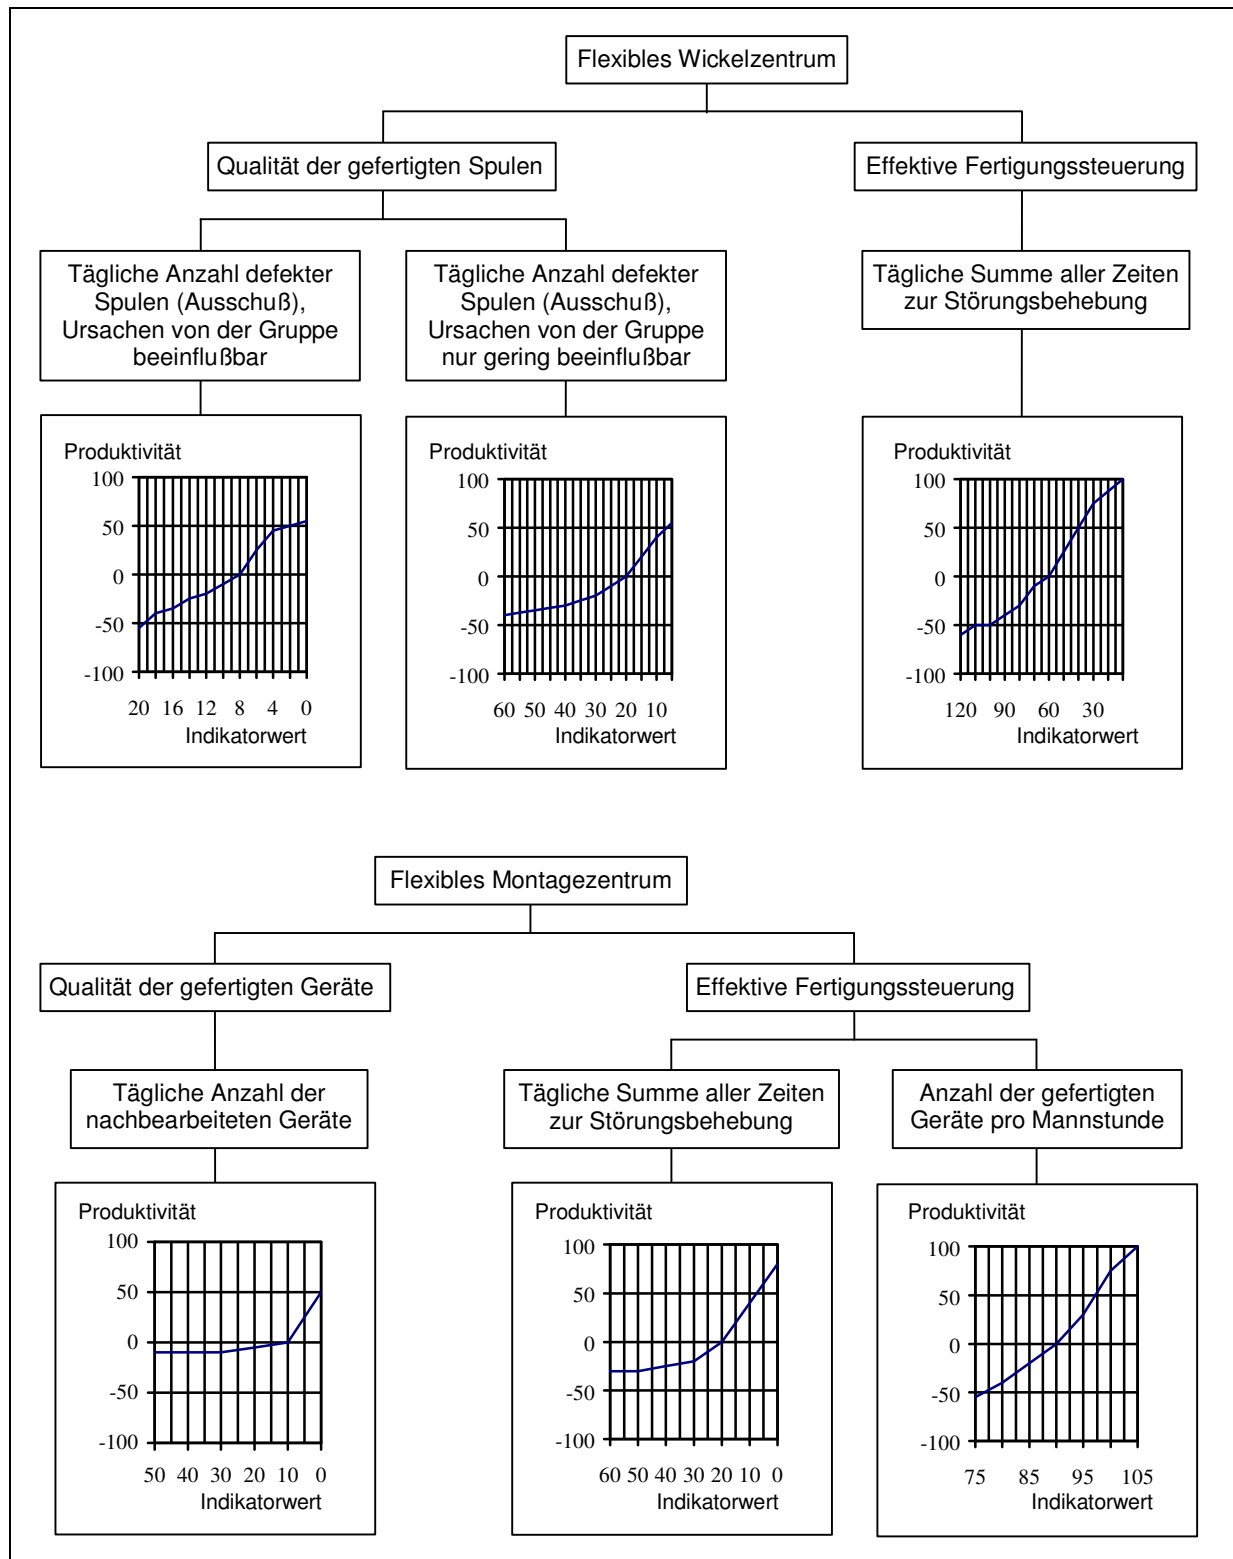 Flexibles Wickelzentrum
Qualität der gefertigten Spulen
Effektive Fertigungssteuerung
Tägliche Anzahl defekter
Spulen (Ausschuß),
Ursachen von der Gruppe
beeinflußbar
Tägliche Anzahl defekter
Spulen (Ausschuß),
Ursachen von der Gruppe
nur gering beeinflußbar
Tägliche Summe aller Zeiten
zur Störungsbehebung
Produktivität
100
50
0
-50
-100
20 16 12 8 4 0
Indikatorwert
Produktivität
100
50
0
-50
-100
60 50 40 30 20 10
Indikatorwert
Produktivität
100
50
0
-50
-100
120 90 60 30
Indikatorwert
Flexibles Montagezentrum
Qualität der gefertigten Geräte
Effektive Fertigungssteuerung
Tägliche Anzahl der
nachbearbeiteten Geräte
Tägliche Summe aller Zeiten
zur Störungsbehebung
Anzahl der gefertigten
Geräte pro Mannstunde
Produktivität
100
50
0
-50
-100
50 40 30 20 10 0
Indikatorwert
Produktivität
100
50
0
-50
-100
60 50 40 30 20 10 0
Indikatorwert
Produktivität
100
50
0
-50
-100
75 85 95 105
Indikatorwert